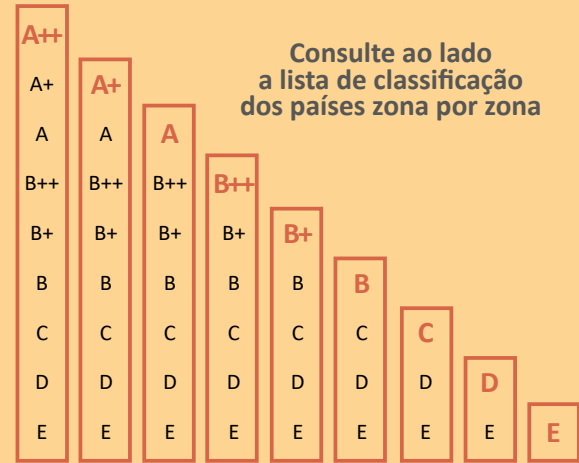 Consulte ao lado
a lista de classificação
dos países zona por zona
A++
A+ A+
A A A
B++ B++ B++ B++
B+ B+ B+ B+ B+
B B B B B B
C C C C C C C
D D D D D D D D
E E E E E E E E E